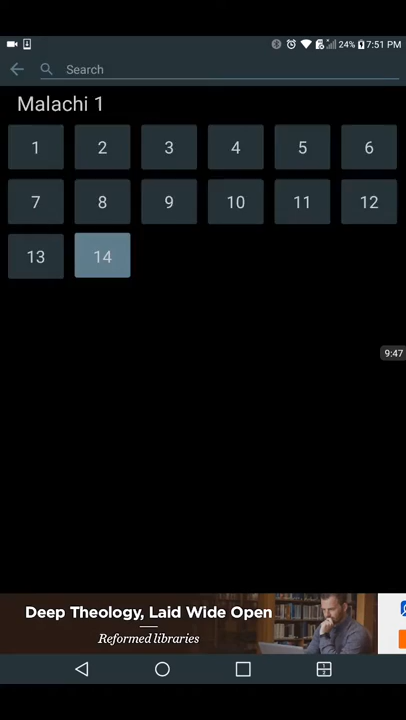 24% 7:51 PM
Search
Malachi 1
1 2 3 4 5 6
7 8 9 10 11 12
13 14
9:47
Deep Theology, Laid Wide Open
Reformed libraries